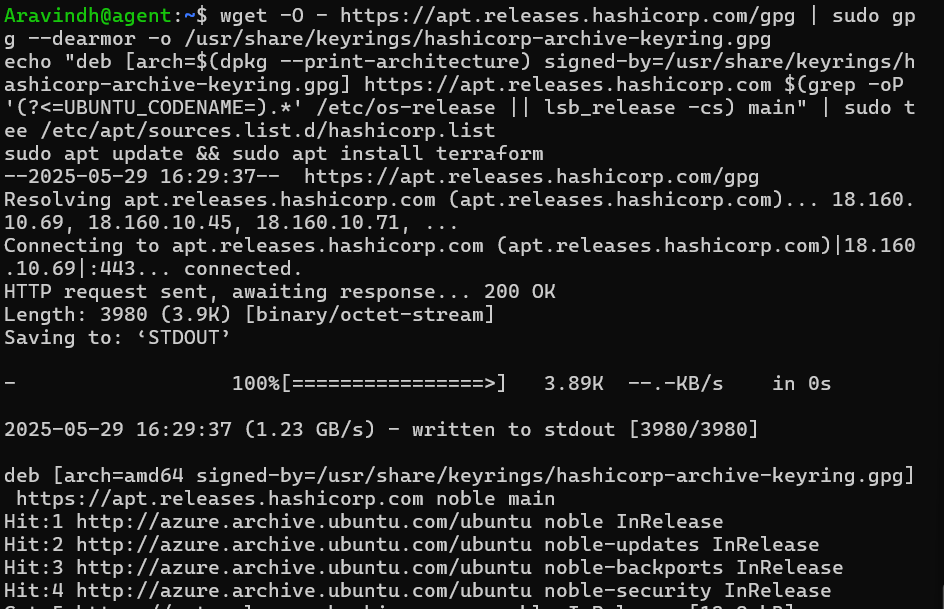 Aravindh@agent:~$ wget -O - https://apt.releases.hashicorp.com/gpg | sudo gp
g --dearmor -o /usr/share/keyrings/hashicorp-archive-keyring.gpg
echo "deb [arch=$(dpkg --print-architecture) signed-by=/usr/share/keyrings/h
ashicorp-archive-keyring.gpg] https://apt.releases.hashicorp.com $(grep -oP
'(?<=UBUNTU_CODENAME=).*' /etc/os-release || lsb_release -cs) main" | sudo t
ee /etc/apt/sources.list.d/hashicorp.list
sudo apt update && sudo apt install terraform
--2025-05-29 16:29:37--  https://apt.releases.hashicorp.com/gpg
Resolving apt.releases.hashicorp.com (apt.releases.hashicorp.com)... 18.160.
10.69, 18.160.10.45, 18.160.10.71, ...
Connecting to apt.releases.hashicorp.com (apt.releases.hashicorp.com)|18.160
.10.69|:443... connected.
HTTP request sent, awaiting response... 200 OK
Length: 3980 (3.9K) [binary/octet-stream]
Saving to: ‘STDOUT’
-                  100%[================>]   3.89K  --.-KB/s    in 0s
2025-05-29 16:29:37 (1.23 GB/s) - written to stdout [3980/3980]
deb [arch=amd64 signed-by=/usr/share/keyrings/hashicorp-archive-keyring.gpg]
 https://apt.releases.hashicorp.com noble main
Hit:1 http://azure.archive.ubuntu.com/ubuntu noble InRelease
Hit:2 http://azure.archive.ubuntu.com/ubuntu noble-updates InRelease
Hit:3 http://azure.archive.ubuntu.com/ubuntu noble-backports InRelease
Hit:4 http://azure.archive.ubuntu.com/ubuntu noble-security InRelease